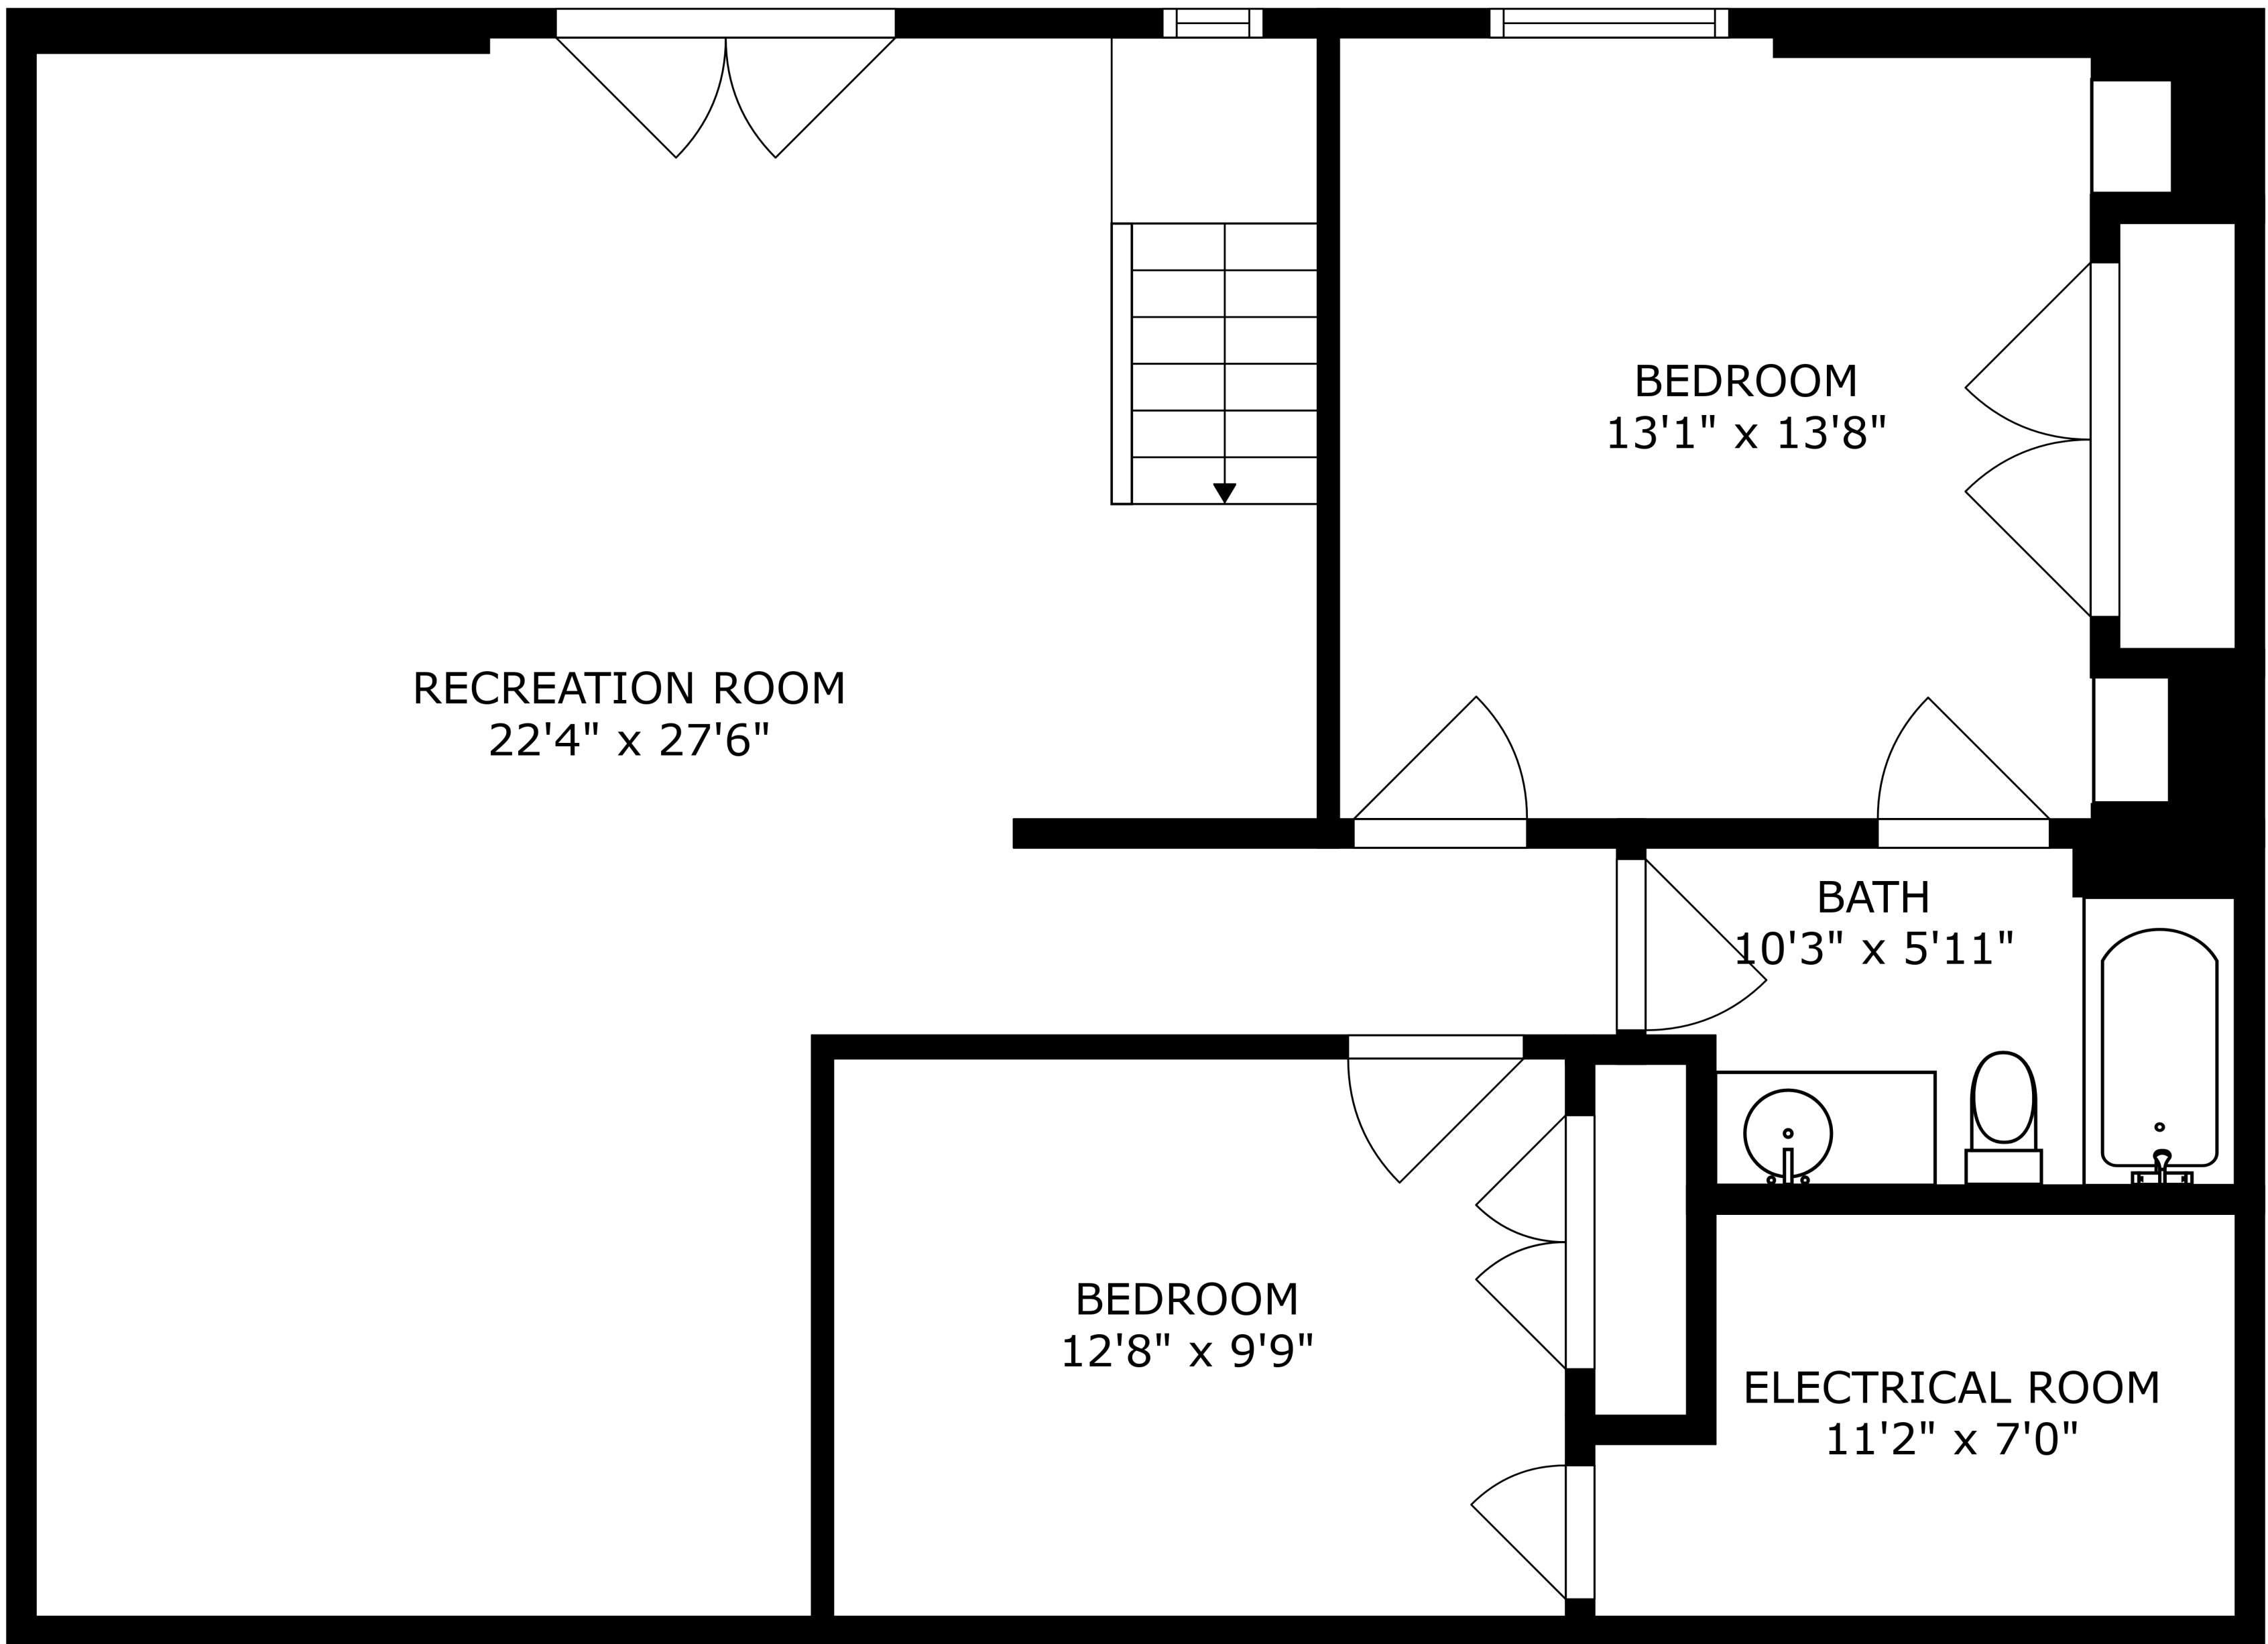 BEDROOM
13'1" x 13'8"
RECREATION ROOM
22'4" x 27'6"
BATH
10'3" x 5'11"
BEDROOM
12'8" x 9'9"
ELECTRICAL ROOM
11'2" x 7'0"